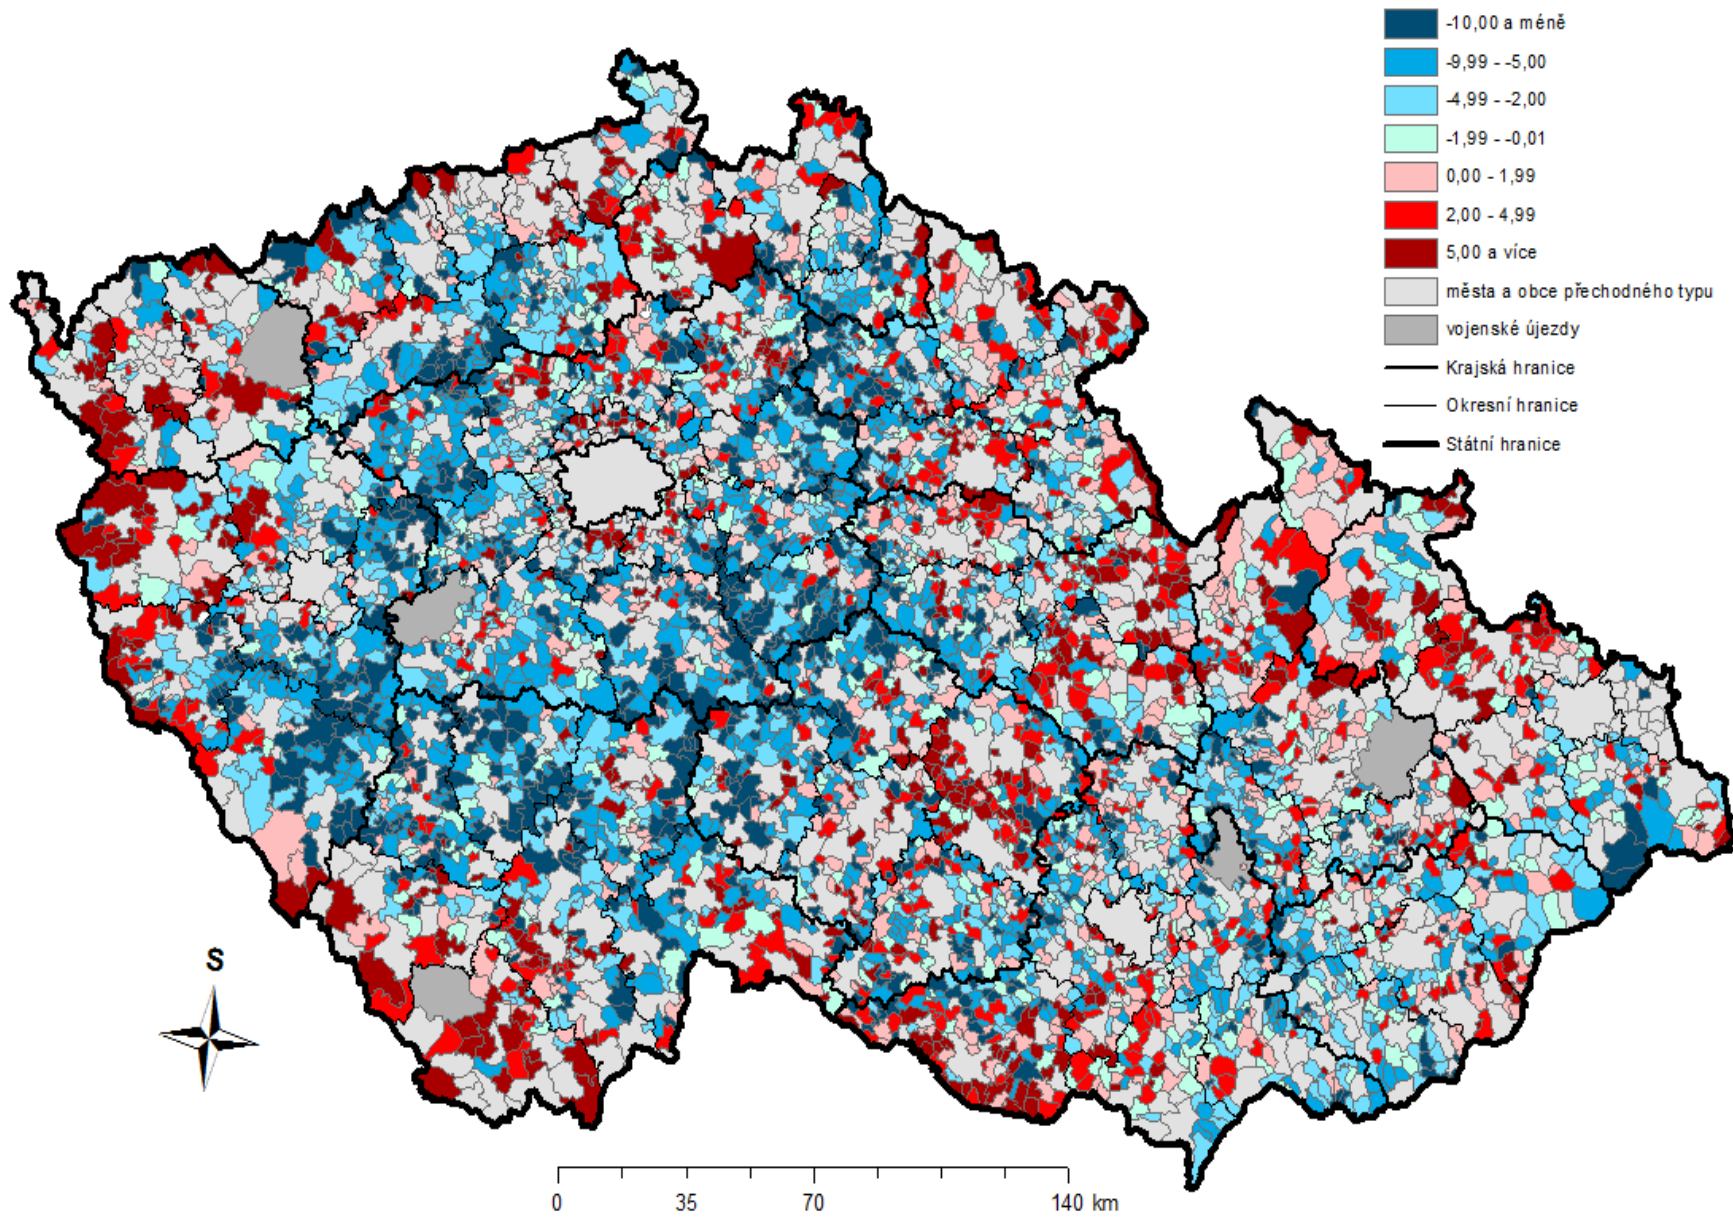 -10,00 a méně
-9,99 - -5,00
-4,99 - -2,00
-1,99 - -0,01
0,00 - 1,99
2,00 - 4,99
5,00 a více
města a obce přechodného typu
vojenské újezdy
Krajská hranice
Okresní hranice
Státní hranice
S
0 35 70 140 km